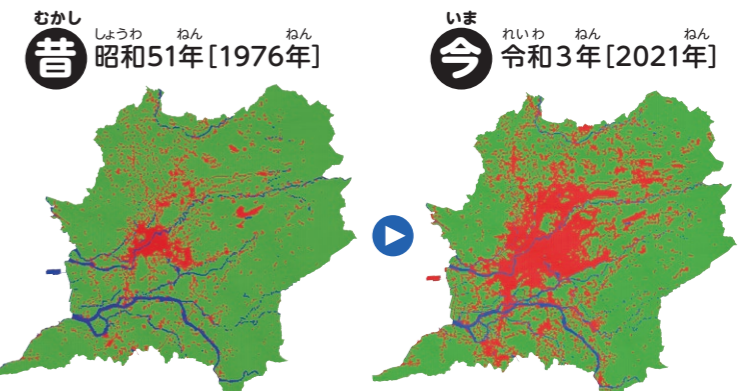 むかし
昔
しょうわ ねん ねん
昭和51年[1976年]
いま
今
れいわ ねん ねん
令和3年[2021年]